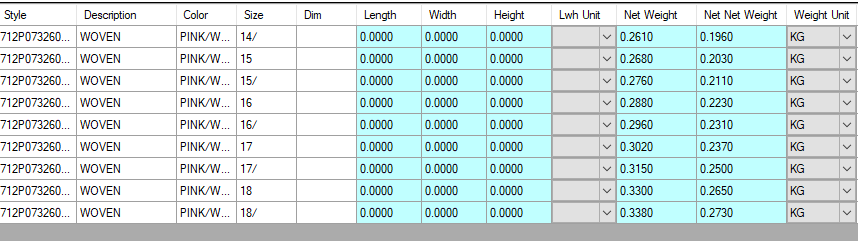 Style Description Color Size Dim Length Width Height Lwh Unit Net Weight Net Net Weight Weight Unit
712P073260... WOVEN PINK/W... 14/ 0.0000 0.0000 0.0000 0.2610 0.1960 KG
712P073260... WOVEN PINK/W... 15 0.0000 0.0000 0.0000 0.2680 0.2030 KG
712P073260... WOVEN PINK/W... 15/ 0.0000 0.0000 0.0000 0.2760 0.2110 KG
712P073260... WOVEN PINK/W... 16 0.0000 0.0000 0.0000 0.2880 0.2230 KG
712P073260... WOVEN PINK/W... 16/ 0.0000 0.0000 0.0000 0.2960 0.2310 KG
712P073260... WOVEN PINK/W... 17 0.0000 0.0000 0.0000 0.3020 0.2370 KG
712P073260... WOVEN PINK/W... 17/ 0.0000 0.0000 0.0000 0.3150 0.2500 KG
712P073260... WOVEN PINK/W... 18 0.0000 0.0000 0.0000 0.3300 0.2650 KG
712P073260... WOVEN PINK/W... 18/ 0.0000 0.0000 0.0000 0.3380 0.2730 KG